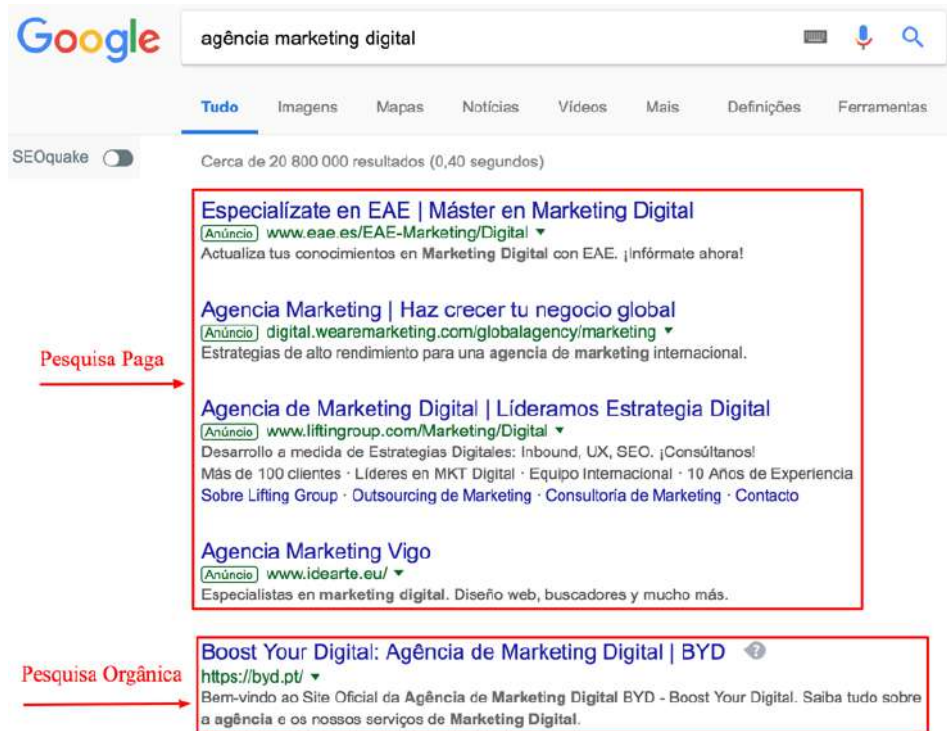 Google
agência marketing digital
Tudo Imagens Mapas Notícias Vídeos Mais Definições Ferramentas
SEOquake
Cerca de 20 800 000 resultados (0,40 segundos)
Especialízate en EAE | Máster en Marketing Digital
Anúncio www.eae.es/EAE-Marketing/Digital
Actualiza tus conocimientos en Marketing Digital con EAE. ¡Infórmate ahora!
Agencia Marketing | Haz crecer tu negocio global
Anúncio digital.wearemarketing.com/globalagency/marketing
Estrategias de alto rendimiento para una agencia de marketing internacional.
Pesquisa Paga
Agencia de Marketing Digital | Líderamos Estrategia Digital
Anúncio www.liftingroup.com/Marketing/Digital
Desarrollo a medida de Estrategias Digitales: Inbound, UX, SEO. ¡Consúltanos!
Más de 100 clientes · Líderes en MKT Digital · Equipo Internacional · 10 Años de Experiencia
Sobre Lifting Group · Outsourcing de Marketing · Consultoría de Marketing · Contacto
Agencia Marketing Vigo
Anúncio www.idearte.eu/
Especialistas en marketing digital. Diseño web, buscadores y mucho más.
Pesquisa Orgânica
Boost Your Digital: Agência de Marketing Digital | BYD
https://byd.pt/
Bem-vindo ao Site Oficial da Agência de Marketing Digital BYD - Boost Your Digital. Saiba tudo sobre
a agência e os nossos serviços de Marketing Digital.